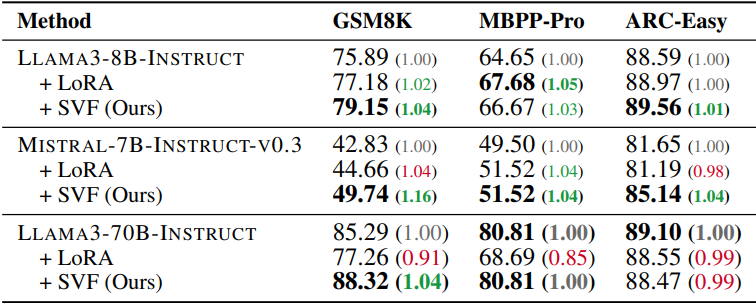 Method GSM8K MBPP-Pro ARC-Easy
LLAMA3-8B-INSTRUCT 75.89 (1.00) 64.65 (1.00) 88.59 (1.00)
+ LoRA 77.18 (1.02) 67.68 (1.05) 88.97 (1.00)
+ SVF (Ours) 79.15 (1.04) 66.67 (1.03) 89.56 (1.01)
MISTRAL-7B-INSTRUCT-V0.3 42.83 (1.00) 49.50 (1.00) 81.65 (1.00)
+ LoRA 44.66 (1.04) 51.52 (1.04) 81.19 (0.98)
+ SVF (Ours) 49.74 (1.16) 51.52 (1.04) 85.14 (1.04)
LLAMA3-70B-INSTRUCT 85.29 (1.00) 80.81 (1.00) 89.10 (1.00)
+ LoRA 77.26 (0.91) 68.69 (0.85) 88.55 (0.99)
+ SVF (Ours) 88.32 (1.04) 80.81 (1.00) 88.47 (0.99)